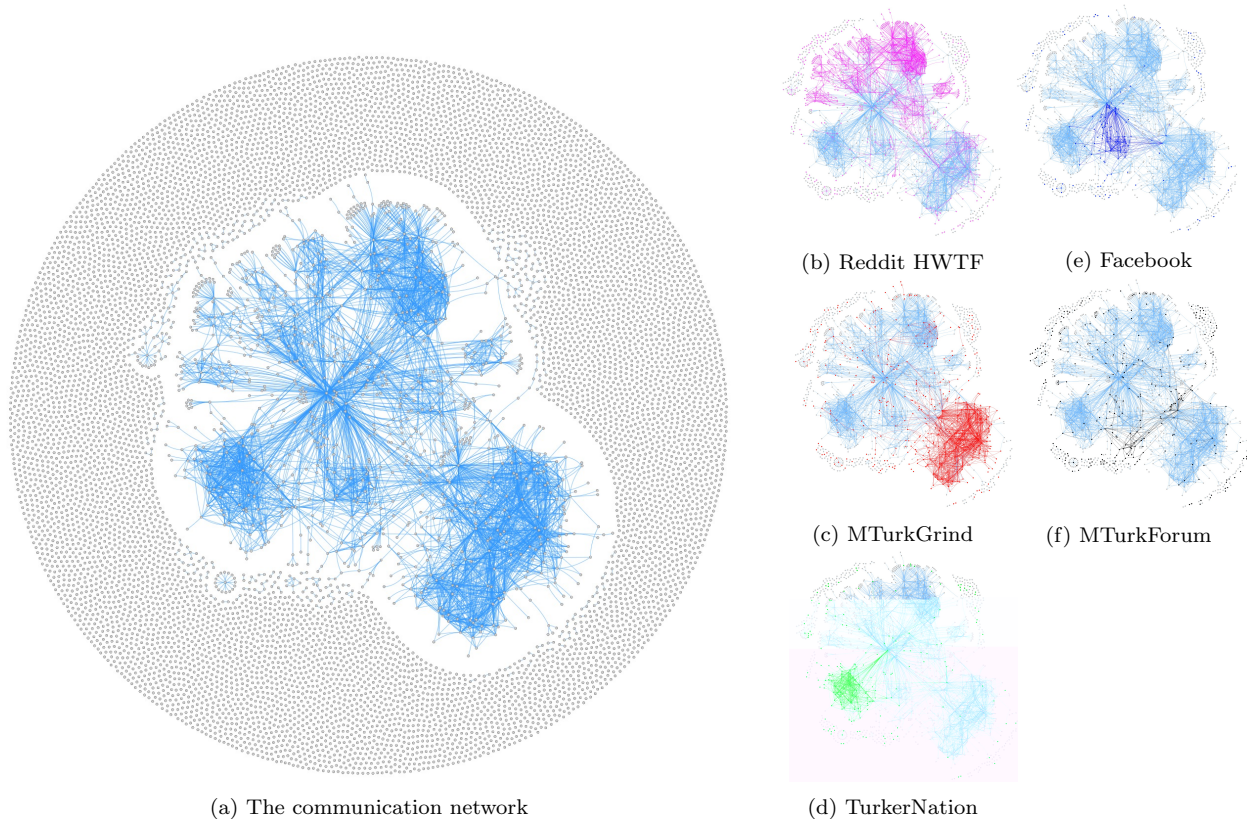 (b) Reddit HWTF
(e) Facebook
(c) MTurkGrind
(f) MTurkForum
(a) The communication network
(d) TurkerNation